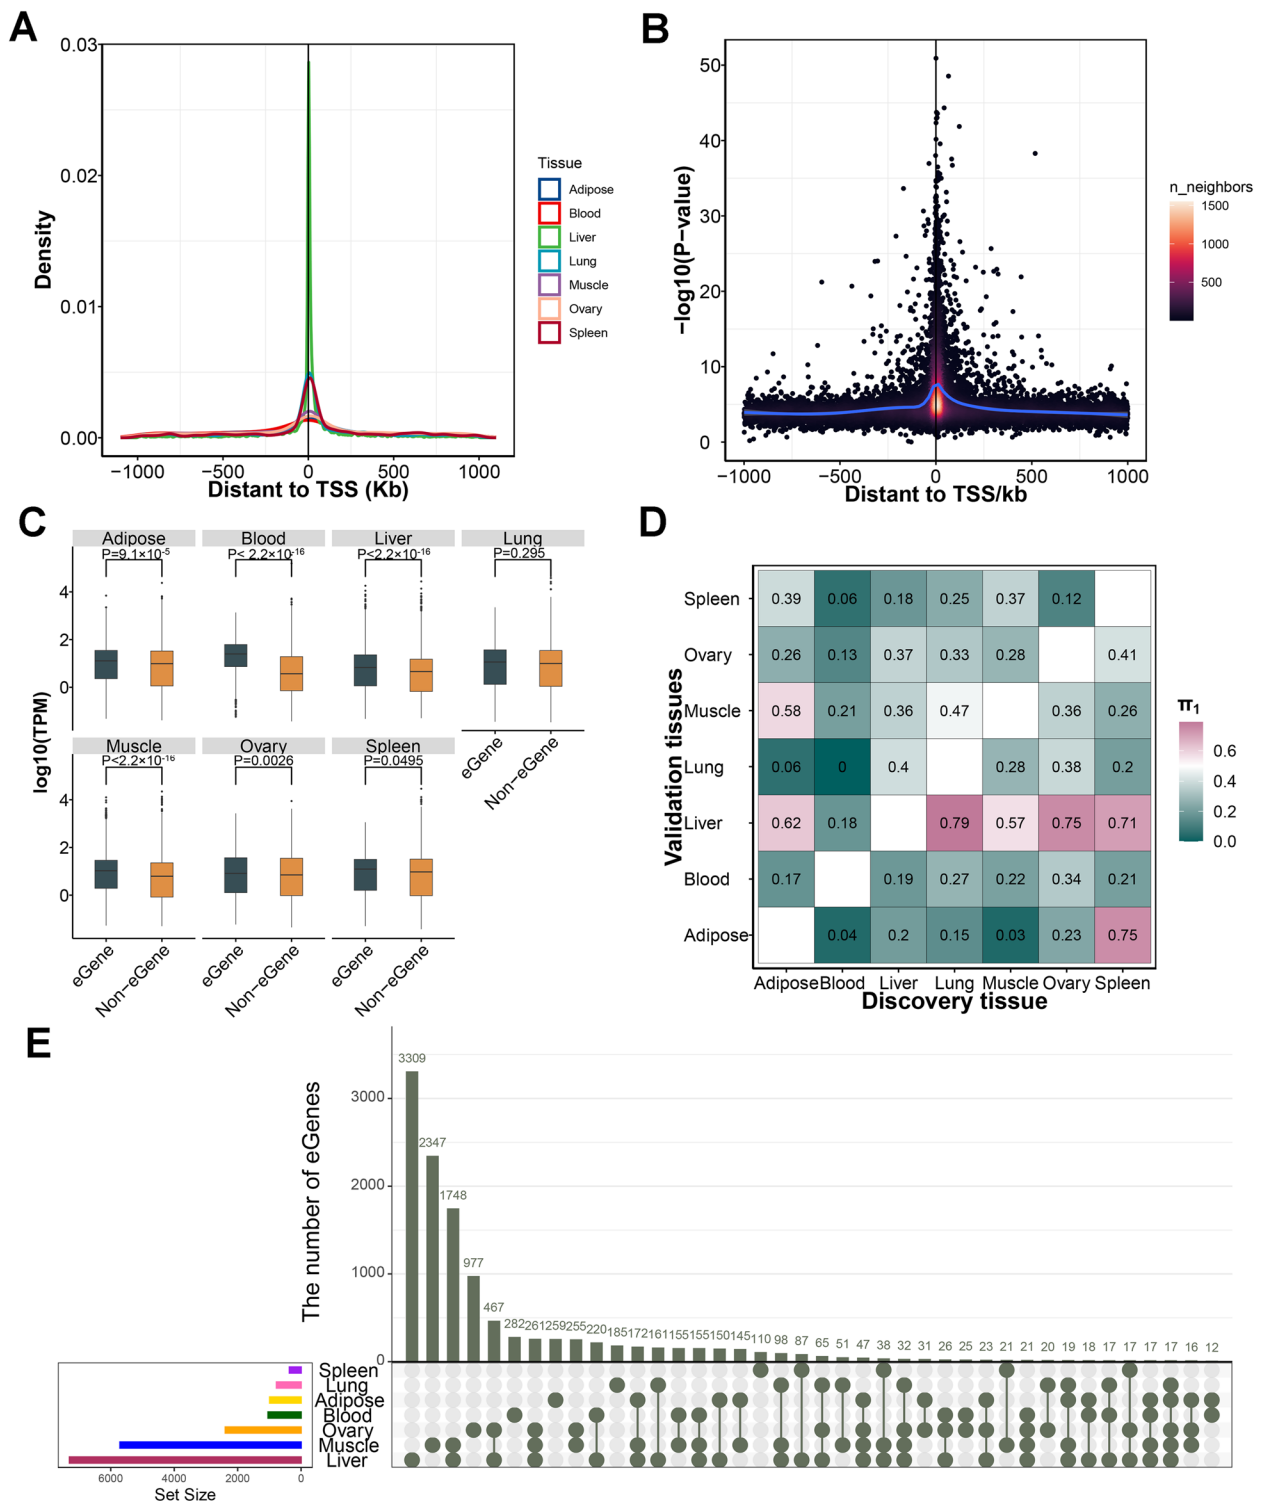 A
0.03
0.02
0.01
0.00
Density
−1000
−500
0
500
1000
Distant to TSS (Kb)
Tissue
Adipose
Blood
Liver
Lung
Muscle
Ovary
Spleen
B
50
40
30
20
10
0
−log10(P−value)
−1000
−500
0
500
1000
Distant to TSS/kb
n_neighbors
1500
1000
500
C
Adipose
Blood
Liver
Lung
P=9.1×10-5
P< 2.2×10-16
P<2.2×10-16
P=0.295
4
2
0
log10(TPM)
Muscle
Ovary
Spleen
P<2.2×10-16
P=0.0026
P=0.0495
4
2
0
eGene
Non−eGene
eGene
Non−eGene
eGene
Non−eGene
eGene
Non−eGene
D
Validation tissues
Spleen 0.39 0.06 0.18 0.25 0.37 0.12
Ovary 0.26 0.13 0.37 0.33 0.28 0.41
Muscle 0.58 0.21 0.36 0.47 0.36 0.26
Lung 0.06 0 0.4 0.28 0.38 0.2
Liver 0.62 0.18 0.79 0.57 0.75 0.71
Blood 0.17 0.19 0.27 0.22 0.34 0.21
Adipose 0.04 0.2 0.15 0.03 0.23 0.75
Adipose Blood Liver Lung Muscle Ovary Spleen
Discovery tissue
π1
0.6
0.4
0.2
0.0
E
The number of eGenes
3000
2000
1000
0
3309
2347
1748
977
467
282 261 259 255 220 185 172 161 155 155 150 145 110 98 87 65 51 47 38 32 31 26 25 23 21 21 20 19 18 17 17 17 17 16 12
Spleen
Lung
Adipose
Blood
Ovary
Muscle
Liver
6000
4000
2000
0
Set Size